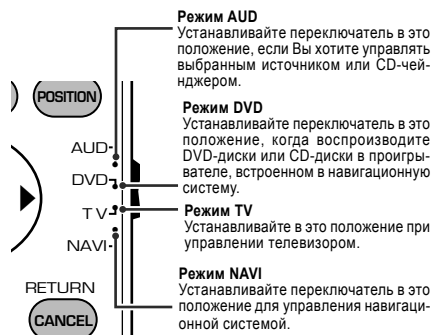 Режим AUD
Устанавливайте переключатель в это
положение, если Вы хотите управлять
выбранным источником или CD-чей-
нджером.
POSITION
Режим DVD
Устанавливайте переключатель в это
положение, когда воспроизводите
DVD-диски или CD-диски в проигры-
вателе, встроенном в навигационную
систему.
AUD
DVD
TV
NAVI
Режим TV
Устанавливайте в это положение при
управлении телевизором.
Режим NAVI
Устанавливайте переключатель в это
положение для управления навигаци-
онной системой.
RETURN
CANCEL